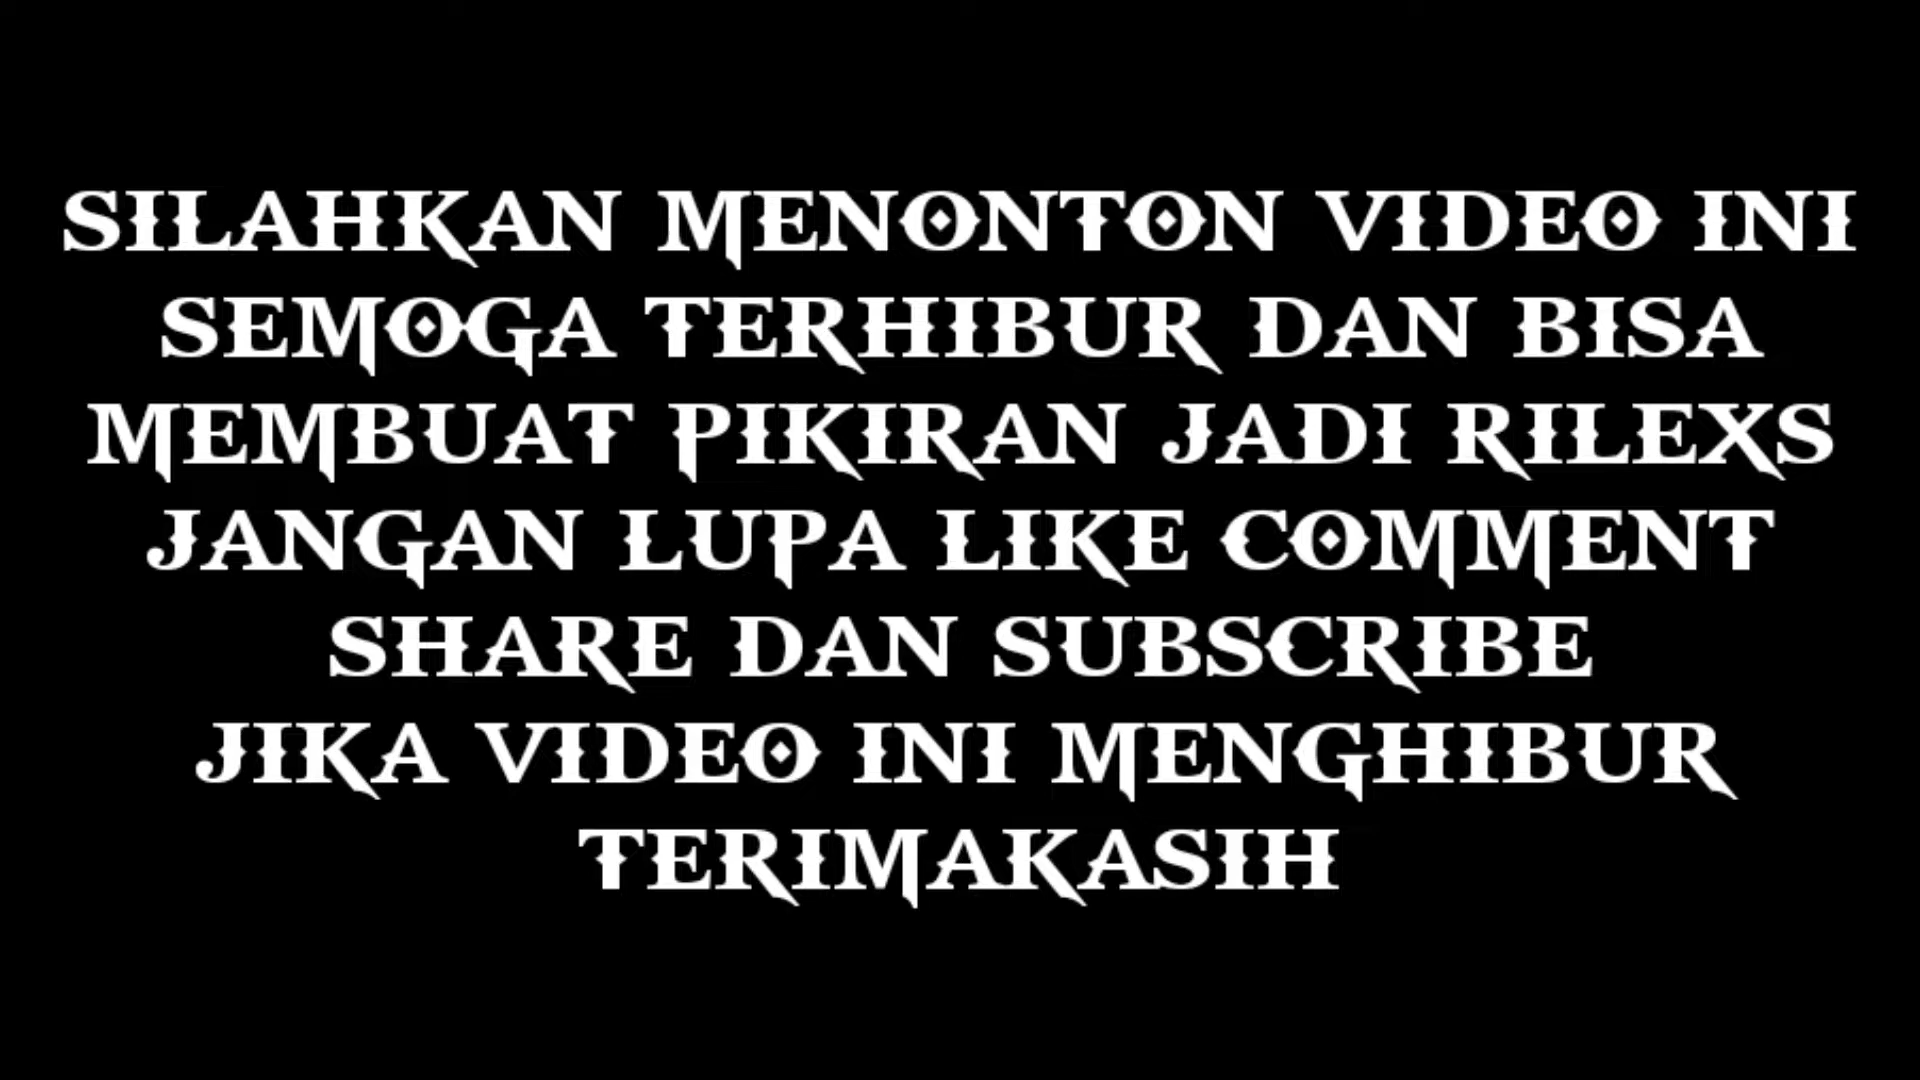 SILAHKAN MENONTON VIDEO INI
SEMOGA TERHIBUR DAN BISA
MEMBUAT PIKIRAN JADI RILEXS
JANGAN LUPA LIKE COMMENT
SHARE DAN SUBSCRIBE
JIKA VIDEO INI MENGHIBUR
TERIMAKASIH